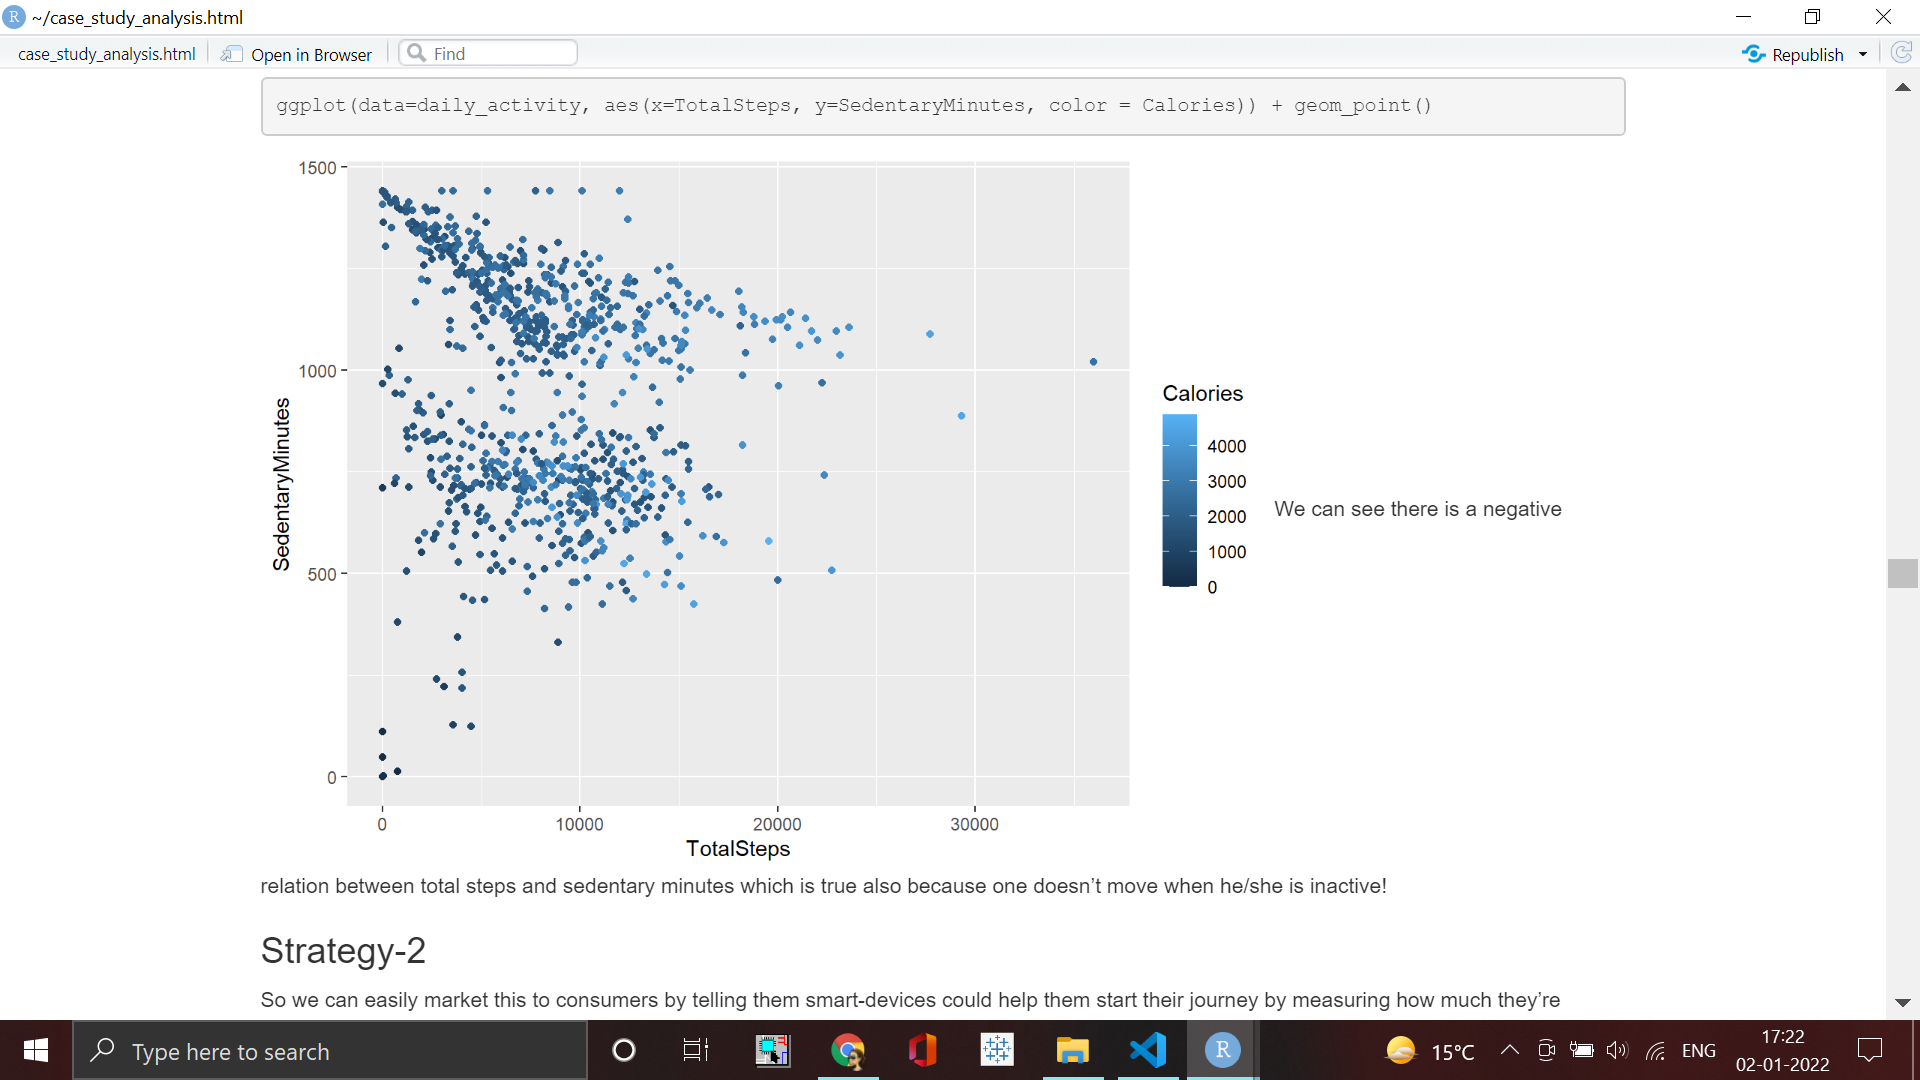 R ~/case_study_analysis.html
case_study_analysis.html Open in Browser Find Republish
ggplot(data=daily_activity, aes(x=TotalSteps, y=SedentaryMinutes, color = Calories)) + geom_point()
1500
1000
500
0
SedentaryMinutes
0 10000 20000 30000
TotalSteps
Calories
4000
3000
2000
1000
0
We can see there is a negative
relation between total steps and sedentary minutes which is true also because one doesn’t move when he/she is inactive!
Strategy-2
So we can easily market this to consumers by telling them smart-devices could help them start their journey by measuring how much they’re
Type here to search R 15°C ENG 17:22
02-01-2022